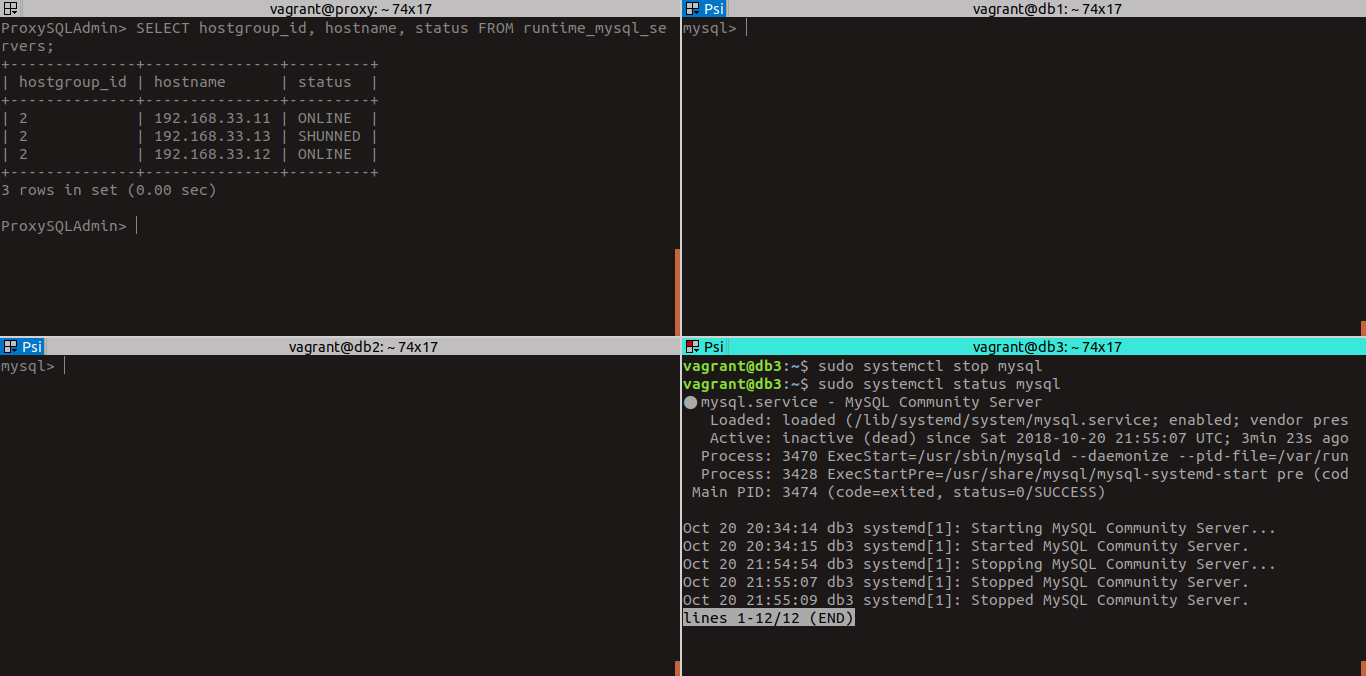 vagrant@proxy: ~ 74x17
ProxySQLAdmin> SELECT hostgroup_id, hostname, status FROM runtime_mysql_se
rvers;
+--------------+---------------+---------+
| hostgroup_id | hostname      | status  |
+--------------+---------------+---------+
| 2            | 192.168.33.11 | ONLINE  |
| 2            | 192.168.33.13 | SHUNNED |
| 2            | 192.168.33.12 | ONLINE  |
+--------------+---------------+---------+
3 rows in set (0.00 sec)
ProxySQLAdmin>
Psi vagrant@db1: ~ 74x17
mysql>
Psi vagrant@db2: ~ 74x17
mysql>
Psi vagrant@db3: ~ 74x17
vagrant@db3:~$ sudo systemctl stop mysql
vagrant@db3:~$ sudo systemctl status mysql
● mysql.service - MySQL Community Server
   Loaded: loaded (/lib/systemd/system/mysql.service; enabled; vendor pres
   Active: inactive (dead) since Sat 2018-10-20 21:55:07 UTC; 3min 23s ago
  Process: 3470 ExecStart=/usr/sbin/mysqld --daemonize --pid-file=/var/run
  Process: 3428 ExecStartPre=/usr/share/mysql/mysql-systemd-start pre (cod
 Main PID: 3474 (code=exited, status=0/SUCCESS)
Oct 20 20:34:14 db3 systemd[1]: Starting MySQL Community Server...
Oct 20 20:34:15 db3 systemd[1]: Started MySQL Community Server.
Oct 20 21:54:54 db3 systemd[1]: Stopping MySQL Community Server...
Oct 20 21:55:07 db3 systemd[1]: Stopped MySQL Community Server.
Oct 20 21:55:09 db3 systemd[1]: Stopped MySQL Community Server.
lines 1-12/12 (END)